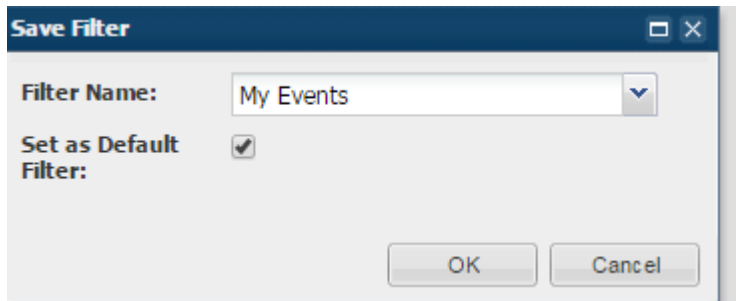 Save Filter
Filter Name:
My Events
Set as Default
Filter:
OK
Cancel